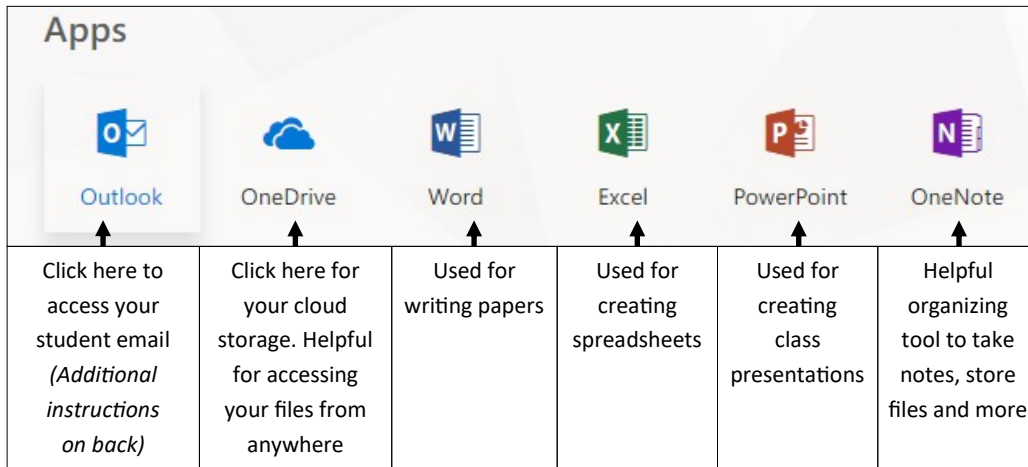 Apps
Outlook
OneDrive
Word
Excel
PowerPoint
OneNote
Click here to
access your
student email
(Additional
instructions
on back)
Click here for
your cloud
storage. Helpful
for accessing
your files from
anywhere
Used for
writing papers
Used for
creating
spreadsheets
Used for
creating
class
presentations
Helpful
organizing
tool to take
notes, store
files and more